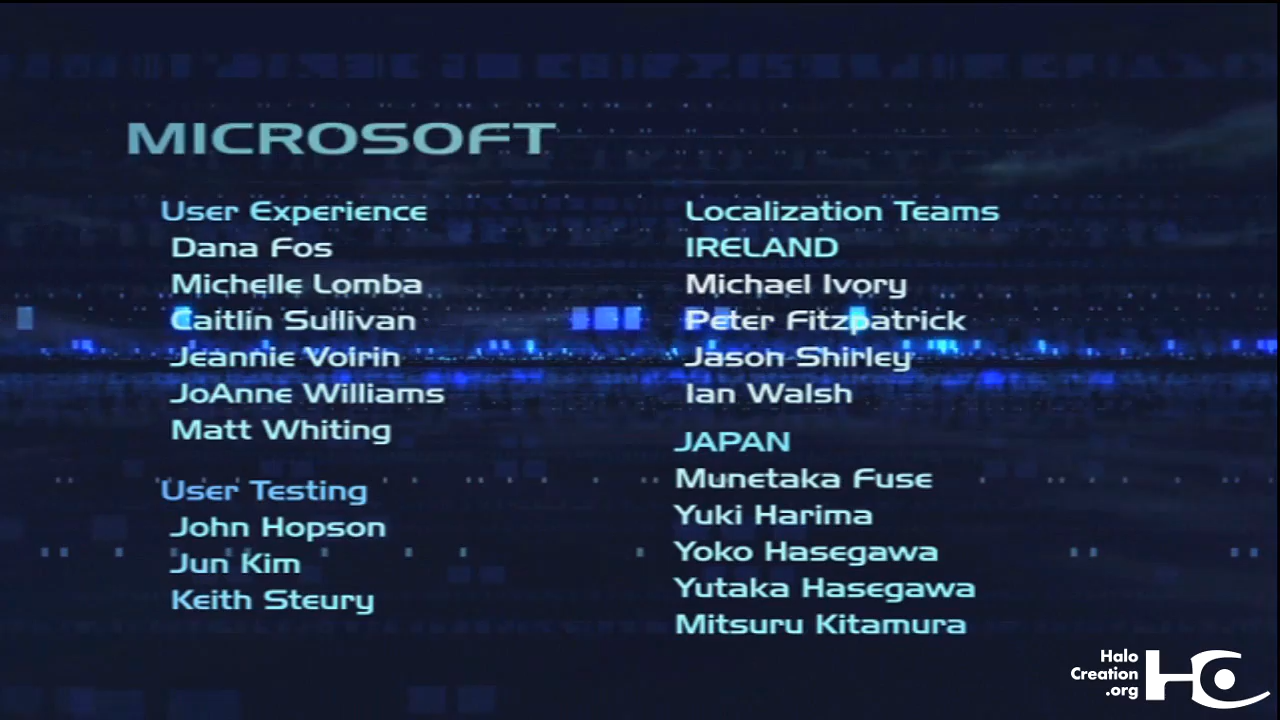 MICROSOFT
User Experience
Dana Fos
Michelle Lomba
Caitlin Sullivan
Jeannie Voirin
JoAnne Williams
Matt Whiting
User Testing
John Hopson
Jun Kim
Keith Steury
Localization Teams
IRELAND
Michael Ivory
Peter Fitzpatrick
Jason Shirley
Ian Walsh
JAPAN
Munetaka Fuse
Yuki Harima
Yoko Hasegawa
Yutaka Hasegawa
Mitsuru Kitamura
Halo
Creation
.org
HC